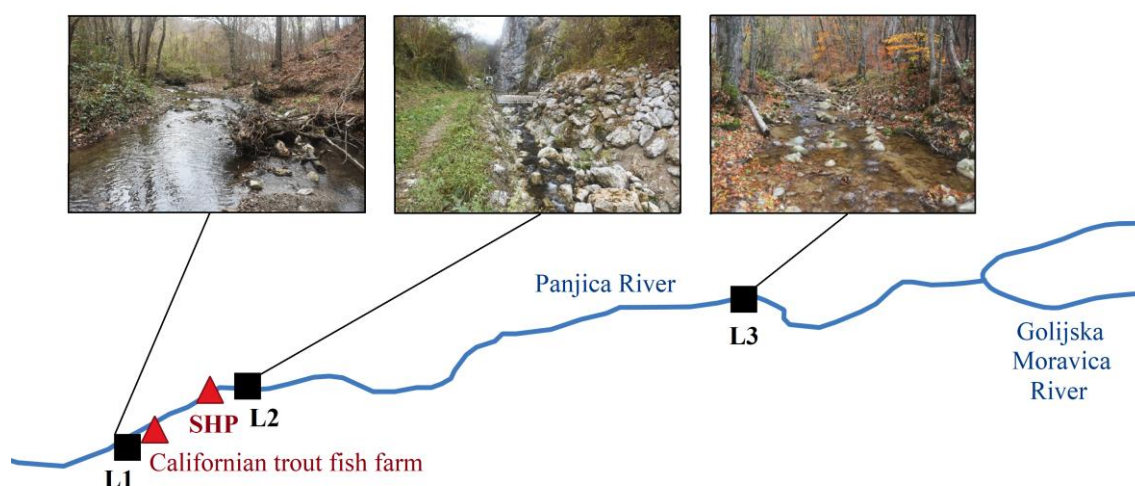 Panjica River
L3
Golijska
Moravica
River
L2
SHP
Californian trout fish farm
L1